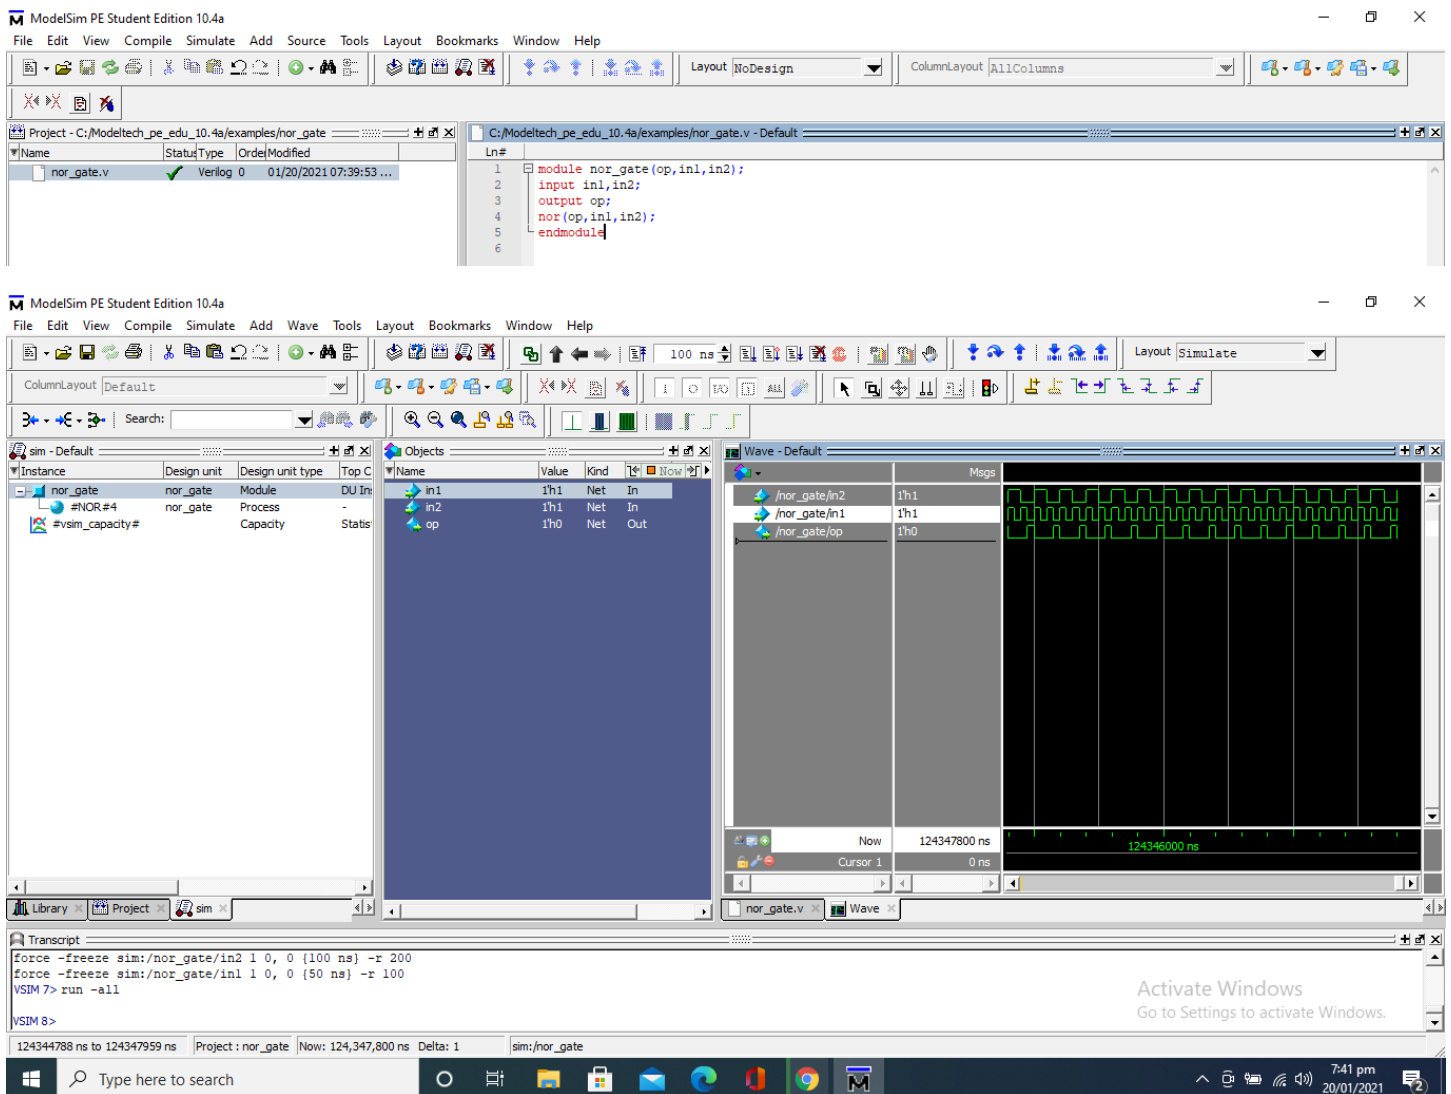 ModelSim PE Student Edition 10.4a
File Edit View Compile Simulate Add Source Tools Layout Bookmarks Window Help
Layout NoDesign
ColumnLayout AllColumns
Project - C:/Modeltech_pe_edu_10.4a/examples/nor_gate
C:/Modeltech_pe_edu_10.4a/examples/nor_gate.v - Default
Name Status Type Order Modified
Ln#
nor_gate.v Verilog 0 01/20/2021 07:39:53 ...
1 module nor_gate(op,in1,in2);
2 input in1,in2;
3 output op;
4 nor(op,in1,in2);
5 endmodule
6
ModelSim PE Student Edition 10.4a
File Edit View Compile Simulate Add Wave Tools Layout Bookmarks Window Help
100 ns
Layout Simulate
ColumnLayout Default
Search:
sim - Default
Objects
Wave - Default
Instance Design unit Design unit type Top C
Name Value Kind Now
Msgs
nor_gate nor_gate Module DU In
#NOR#4 nor_gate Process -
#vsim_capacity# Capacity Statis
in1 1'h1 Net In
in2 1'h1 Net In
op 1'h0 Net Out
/nor_gate/in2 1'h1
/nor_gate/in1 1'h1
/nor_gate/op 1'h0
Now 124347800 ns
124346000 ns
Cursor 1 0 ns
Library Project sim
nor_gate.v Wave
Transcript
force -freeze sim:/nor_gate/in2 1 0, 0 {100 ns} -r 200
force -freeze sim:/nor_gate/in1 1 0, 0 {50 ns} -r 100
VSIM 7> run -all
VSIM 8>
Activate Windows
Go to Settings to activate Windows.
124344788 ns to 124347959 ns Project : nor_gate Now: 124,347,800 ns Delta: 1 sim:/nor_gate
Type here to search
7:41 pm
20/01/2021
2